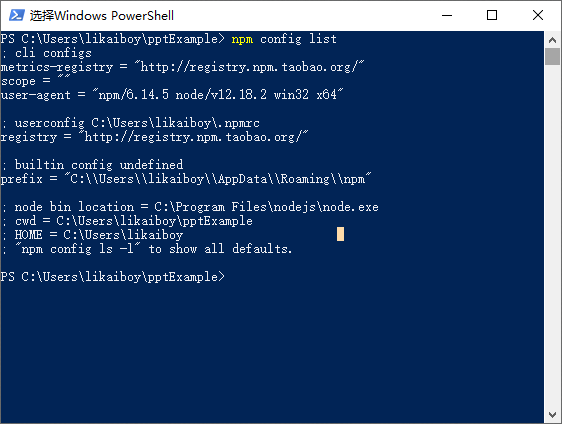 选择Windows PowerShell
PS C:\Users\likaiboy\pptExample> npm config list
; cli configs
metrics-registry = "http://registry.npm.taobao.org/"
scope = ""
user-agent = "npm/6.14.5 node/v12.18.2 win32 x64"
; userconfig C:\Users\likaiboy\.npmrc
registry = "http://registry.npm.taobao.org/"
; builtin config undefined
prefix = "C:\\Users\\likaiboy\\AppData\\Roaming\\npm"
; node bin location = C:\Program Files\nodejs\node.exe
; cwd = C:\Users\likaiboy\pptExample
; HOME = C:\Users\likaiboy
; "npm config ls -l" to show all defaults.
PS C:\Users\likaiboy\pptExample>